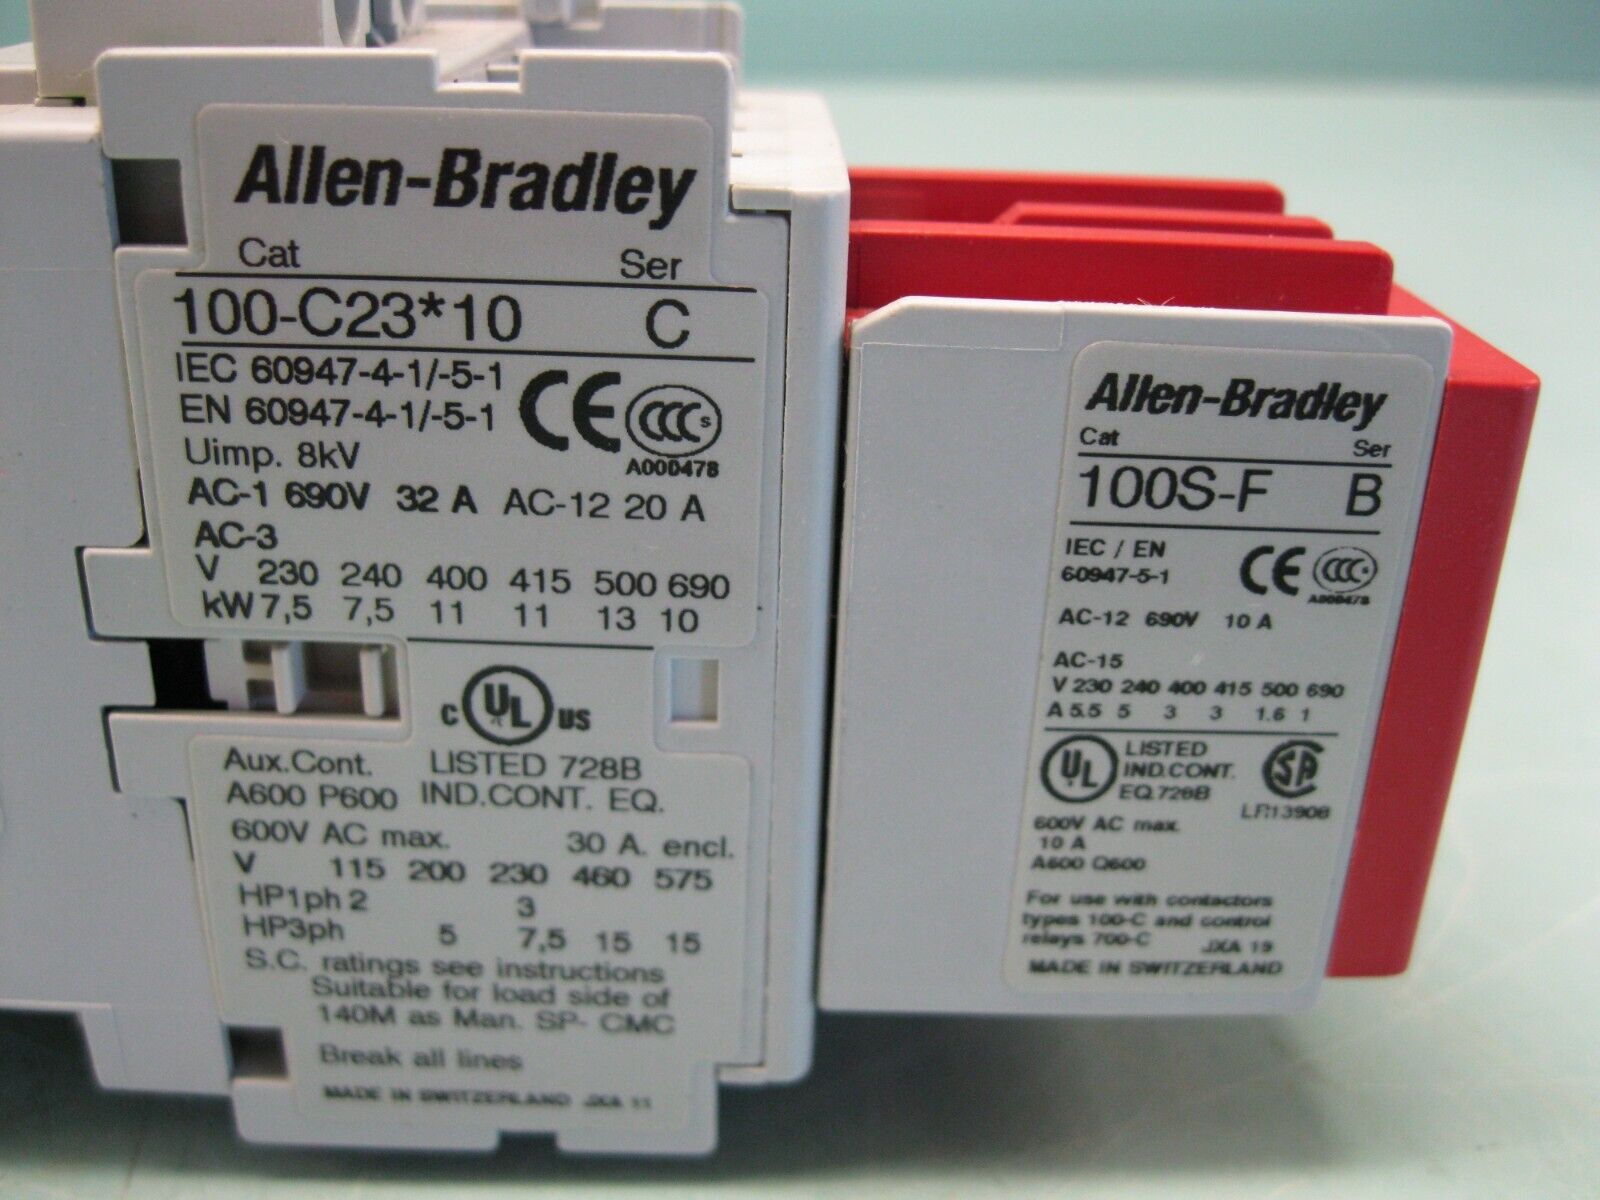 Allen-Bradley
Cat Ser
100-C23*10 C
IEC 60947-4-1/-5-1
EN 60947-4-1/-5-1
CE CCC S
A000478
Uimp. 8kV
AC-1 690V 32 A AC-12 20 A
AC-3
V 230 240 400 415 500 690
kW 7,5 7,5 11 11 13 10
C UL US
Aux.Cont. LISTED 728B
A600 P600 IND.CONT. EQ.
600V AC max. 30 A. encl.
V 115 200 230 460 575
HP1ph 2 3
HP3ph 5 7,5 15 15
S.C. ratings see instructions
Suitable for load side of
140M as Man. SP- CMC
Break all lines
MADE IN SWITZERLAND JXA 11
Allen-Bradley
Cat Ser
100S-F B
IEC / EN
60947-5-1
CE CCC S
A000478
AC-12 690V 10 A
AC-15
V 230 240 400 415 500 690
A 5.5 5 3 3 1.6 1
UL LISTED
IND.CONT.
EQ.728B
SA
LR13908
600V AC max.
10 A
A600 Q600
For use with contactors
types 100-C and control
relays 700-C JXA 19
MADE IN SWITZERLAND